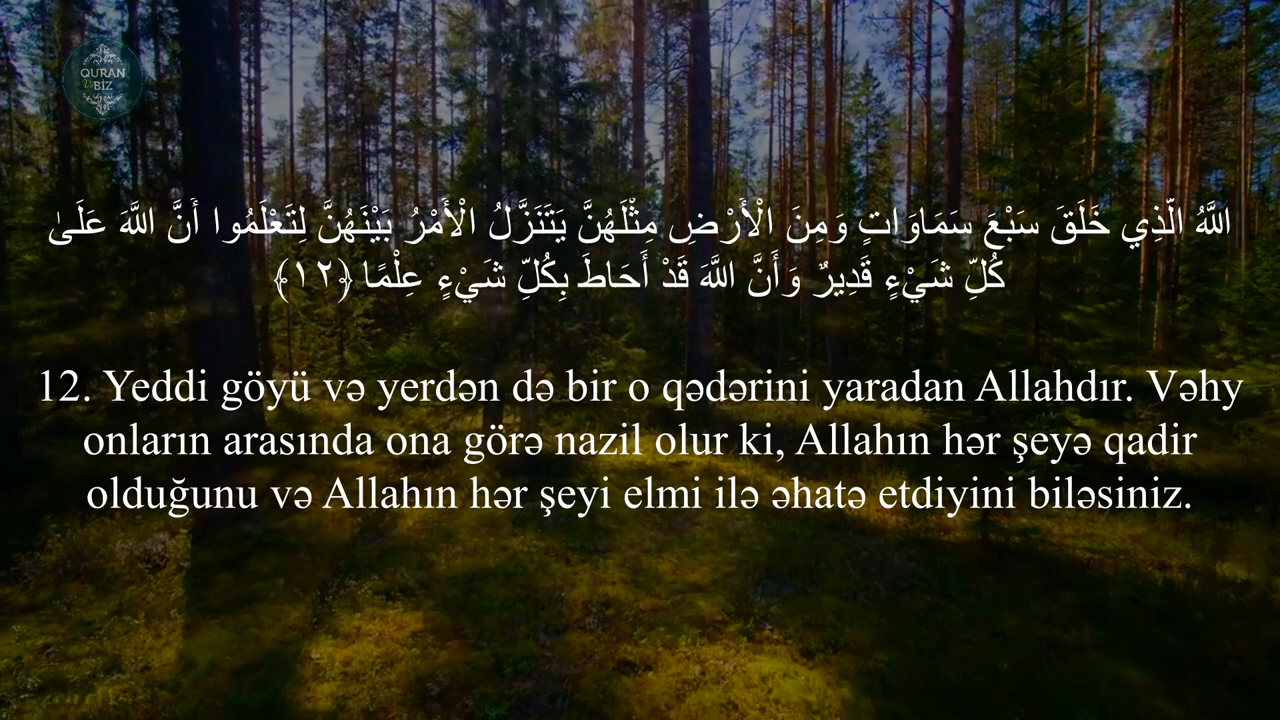 QURAN
Və
BİZ
اللَّهُ الَّذِي خَلَقَ سَبْعَ سَمَاوَاتٍ وَمِنَ الْأَرْضِ مِثْلَهُنَّ يَتَنَزَّلُ الْأَمْرُ بَيْنَهُنَّ لِتَعْلَمُوا أَنَّ اللَّهَ عَلَىٰ
كُلِّ شَيْءٍ قَدِيرٌ وَأَنَّ اللَّهَ قَدْ أَحَاطَ بِكُلِّ شَيْءٍ عِلْمًا ﴿١٢﴾
12. Yeddi göyü və yerdən də bir o qədərini yaradan Allahdır. Vəhy
onların arasında ona görə nazil olur ki, Allahın hər şeyə qadir
olduğunu və Allahın hər şeyi elmi ilə əhatə etdiyini biləsiniz.